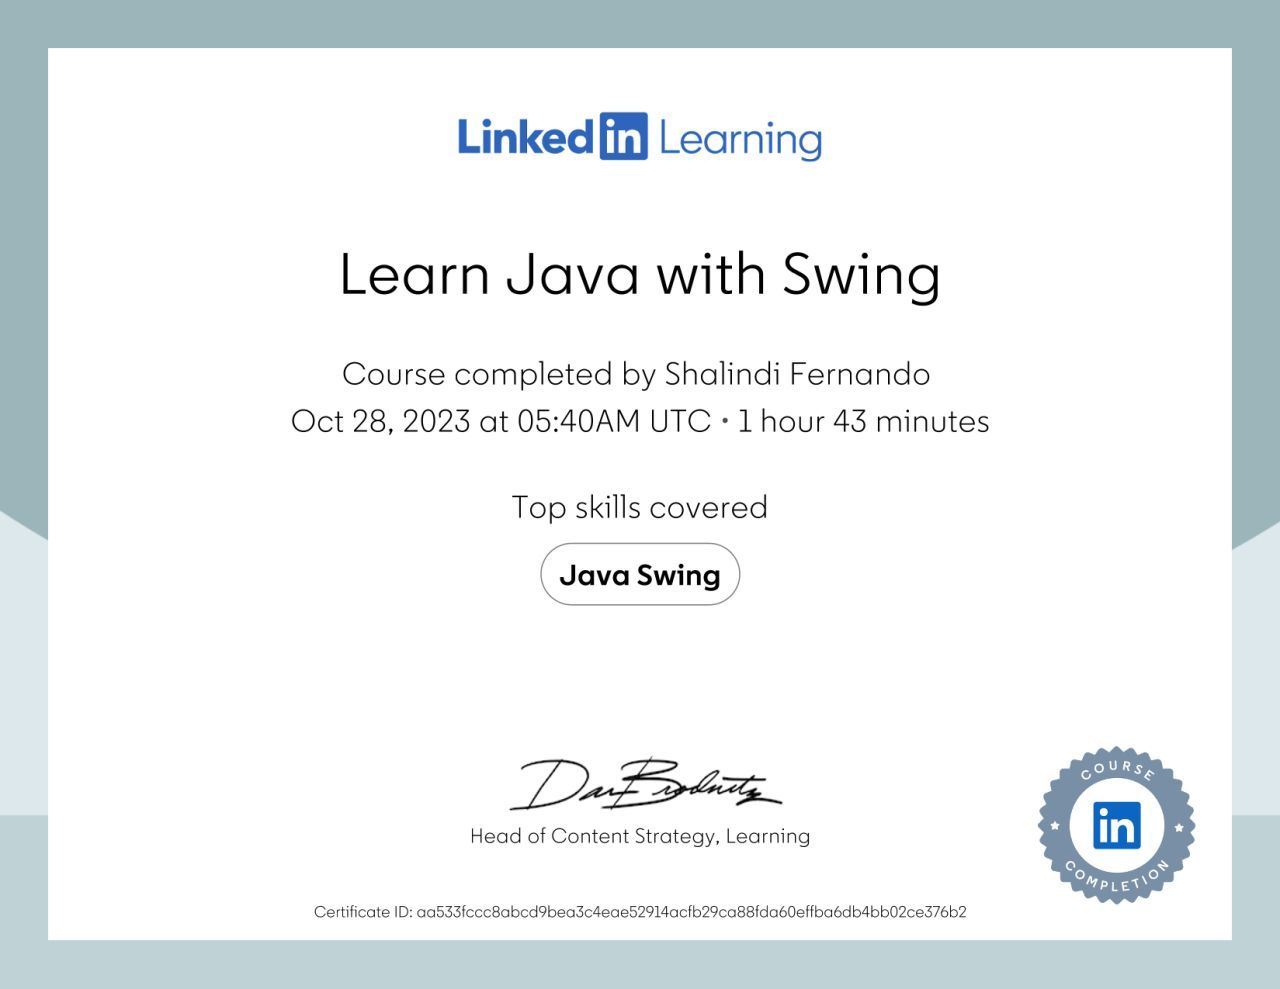 Linked in Learning
Learn Java with Swing
Course completed by Shalindi Fernando
Oct 28, 2023 at 05:40AM UTC • 1 hour 43 minutes
Top skills covered
Java Swing
Dan Brodnitz
Head of Content Strategy, Learning
COURSE
in
COMPLETION
Certificate ID: aa533fccc8abcd9bea3c4eae52914acfb29ca88fda60effba6db4bb02ce376b2